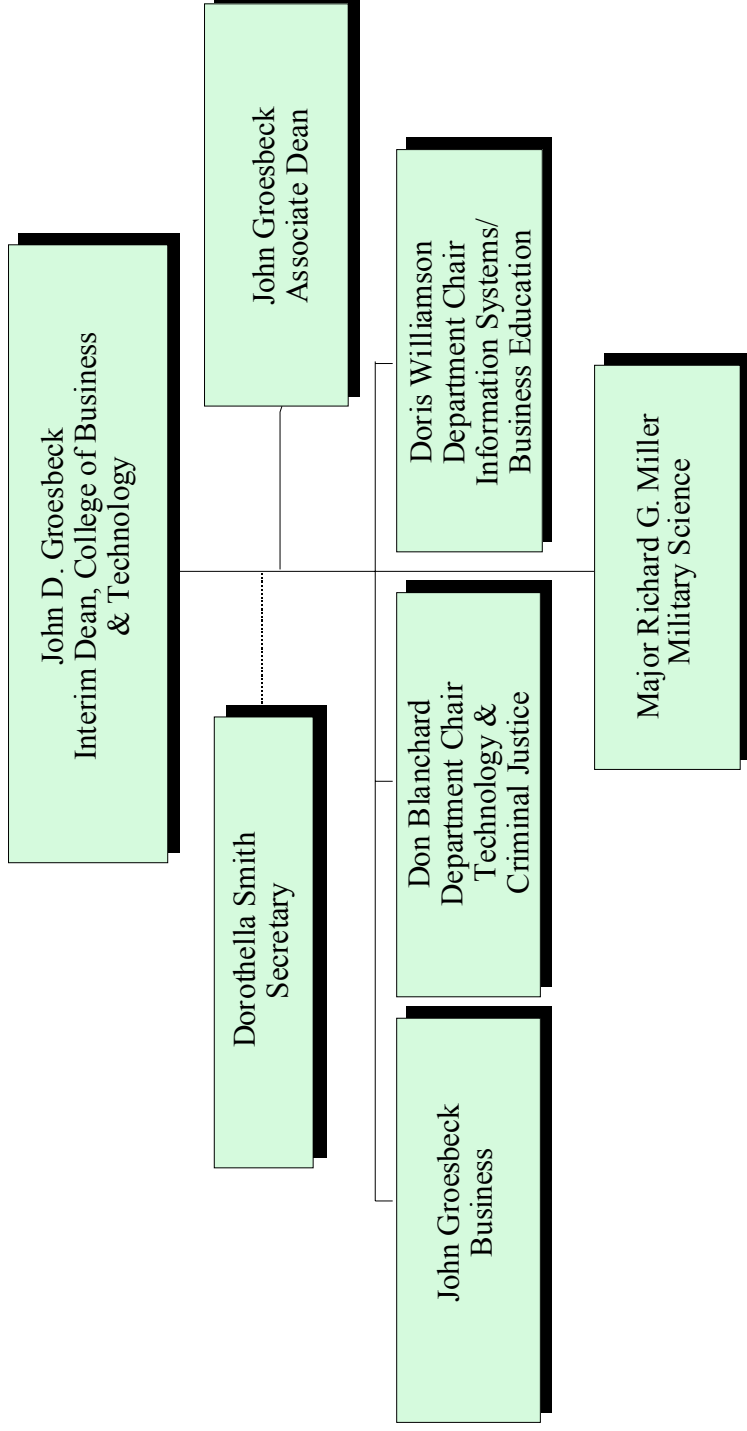 John D. Groesbeck
Interim Dean, College of Business
& Technology
Dorothella Smith
Secretary
John Groesbeck
Associate Dean
John Groesbeck
Business
Don Blanchard
Department Chair
Technology &
Criminal Justice
Doris Williamson
Department Chair
Information Systems/
Business Education
Major Richard G. Miller
Military Science